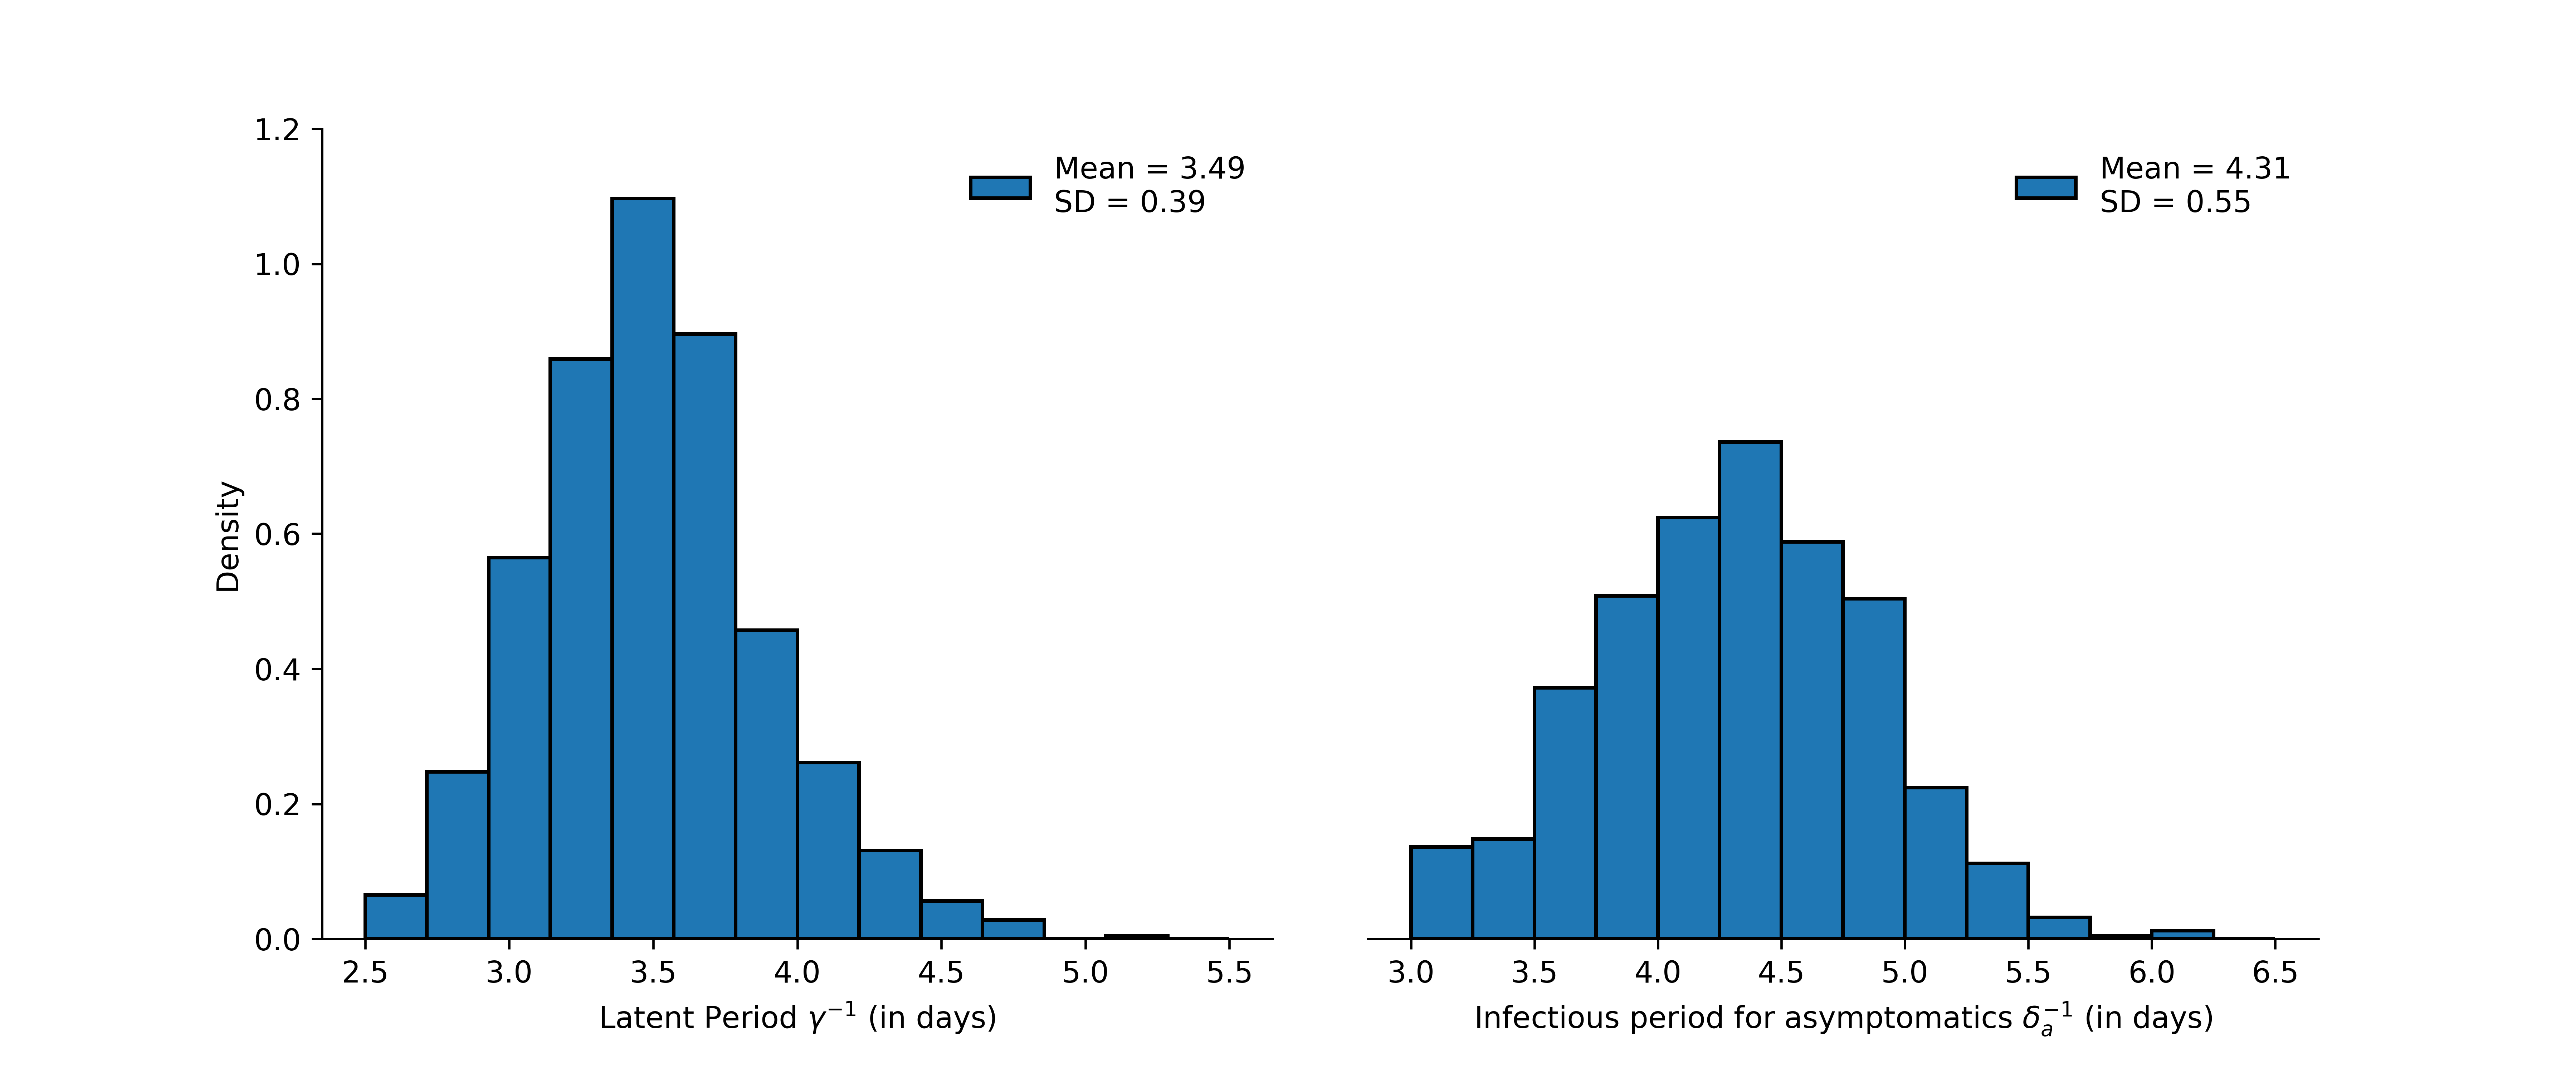 1.2
1.0
0.8
0.6
0.4
0.2
0.0
Density
Mean = 3.49
SD = 0.39
2.5 3.0 3.5 4.0 4.5 5.0 5.5
Latent Period γ⁻¹ (in days)
Mean = 4.31
SD = 0.55
3.0 3.5 4.0 4.5 5.0 5.5 6.0 6.5
Infectious period for asymptomatics δₐ⁻¹ (in days)